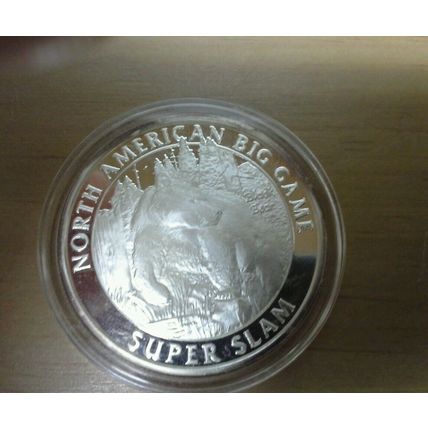 NORTH AMERICAN BIG GAME
SUPER SLAM